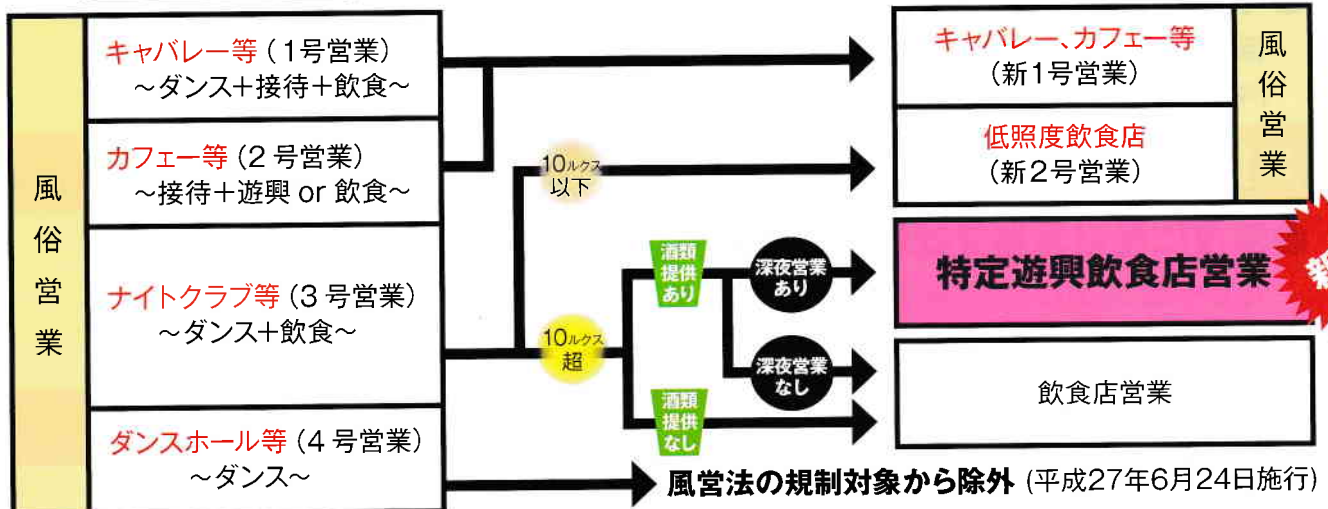 風俗営業
キャバレー等 (1号営業)
～ダンス+接待+飲食～
カフェー等 (2号営業)
～接待+遊興 or 飲食～
ナイトクラブ等 (3号営業)
～ダンス+飲食～
ダンスホール等 (4号営業)
～ダンス～
10ルクス
以下
10ルクス
超
酒類
提供
あり
酒類
提供
なし
深夜営業
あり
深夜営業
なし
キャバレー、カフェー等
(新1号営業)
低照度飲食店
(新2号営業)
風俗営業
特定遊興飲食店営業
飲食店営業
風営法の規制対象から除外 (平成27年6月24日施行)